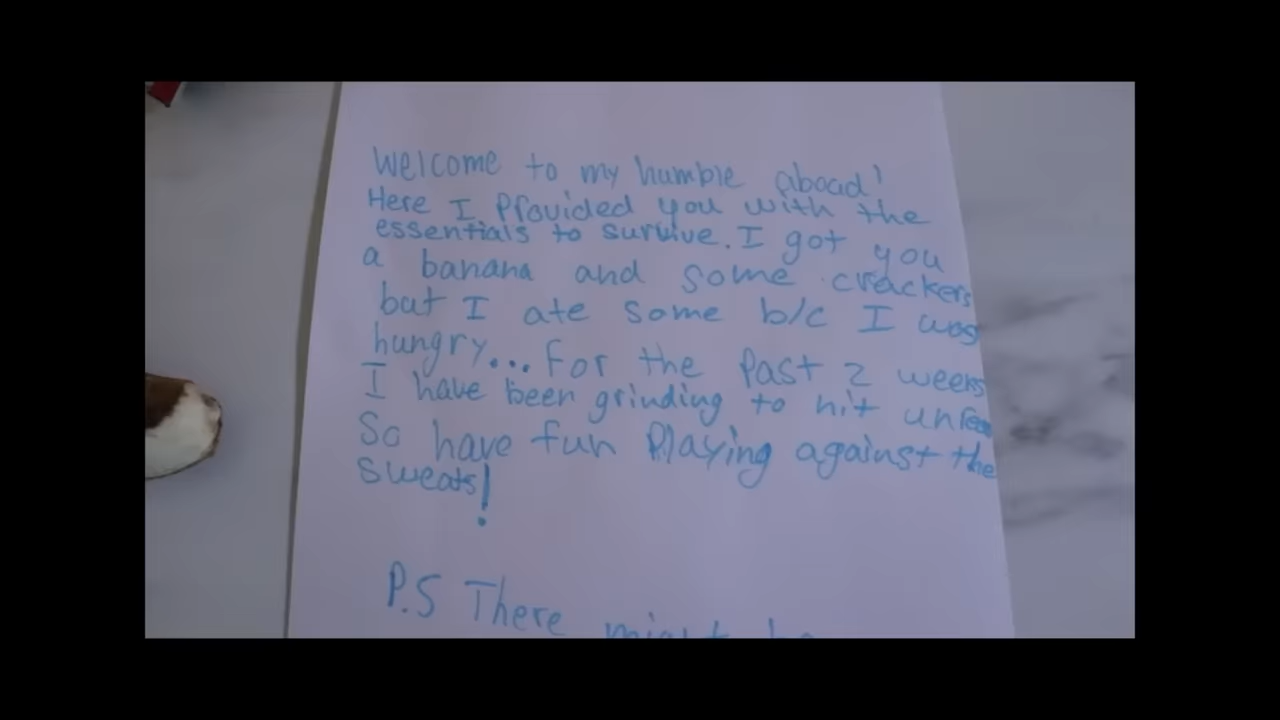 Welcome to my humble aboad!
Here I Provided you with the
essentials to survive. I got you
a banana and some crackers
but I ate some b/c I was
hungry... For the Past 2 weeks
I have been grinding to hit
So have fun Playing against the
sweats!
P.S There might be